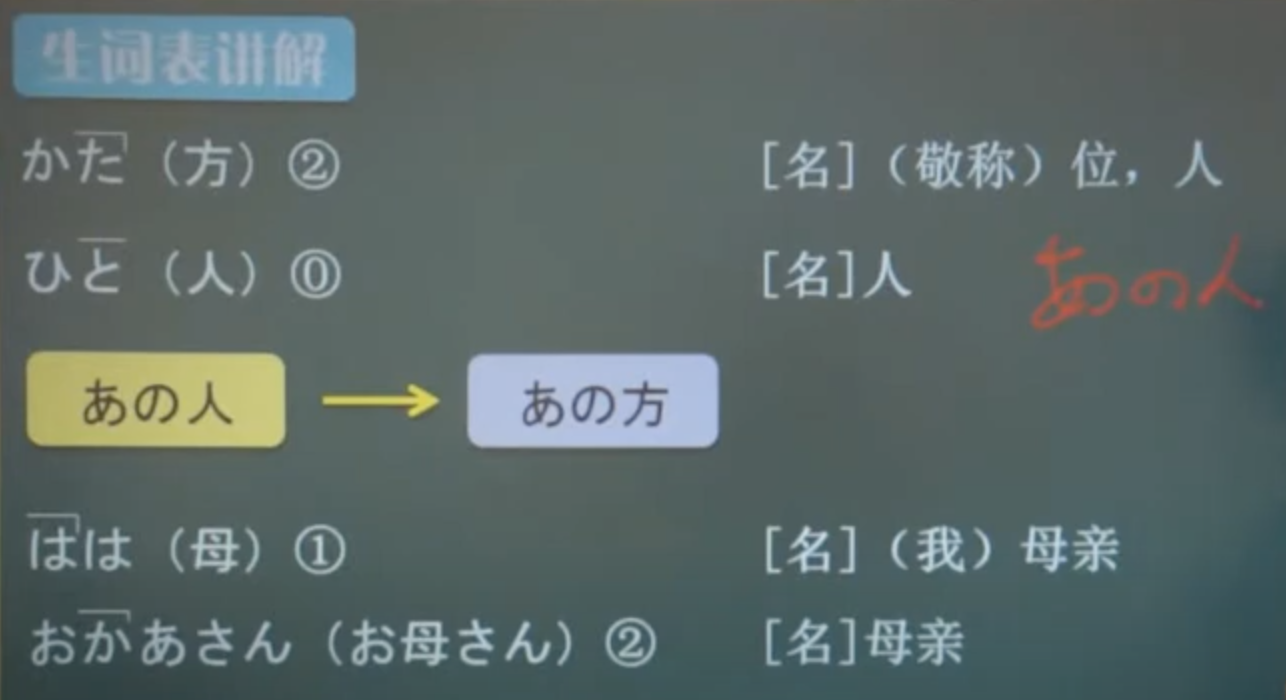 生词表讲解
かた（方）② [名]（敬称）位，人
ひと（人）⓪ [名]人 あの人
あの人 → あの方
はは（母）① [名]（我）母亲
おかあさん（お母さん）② [名]母亲